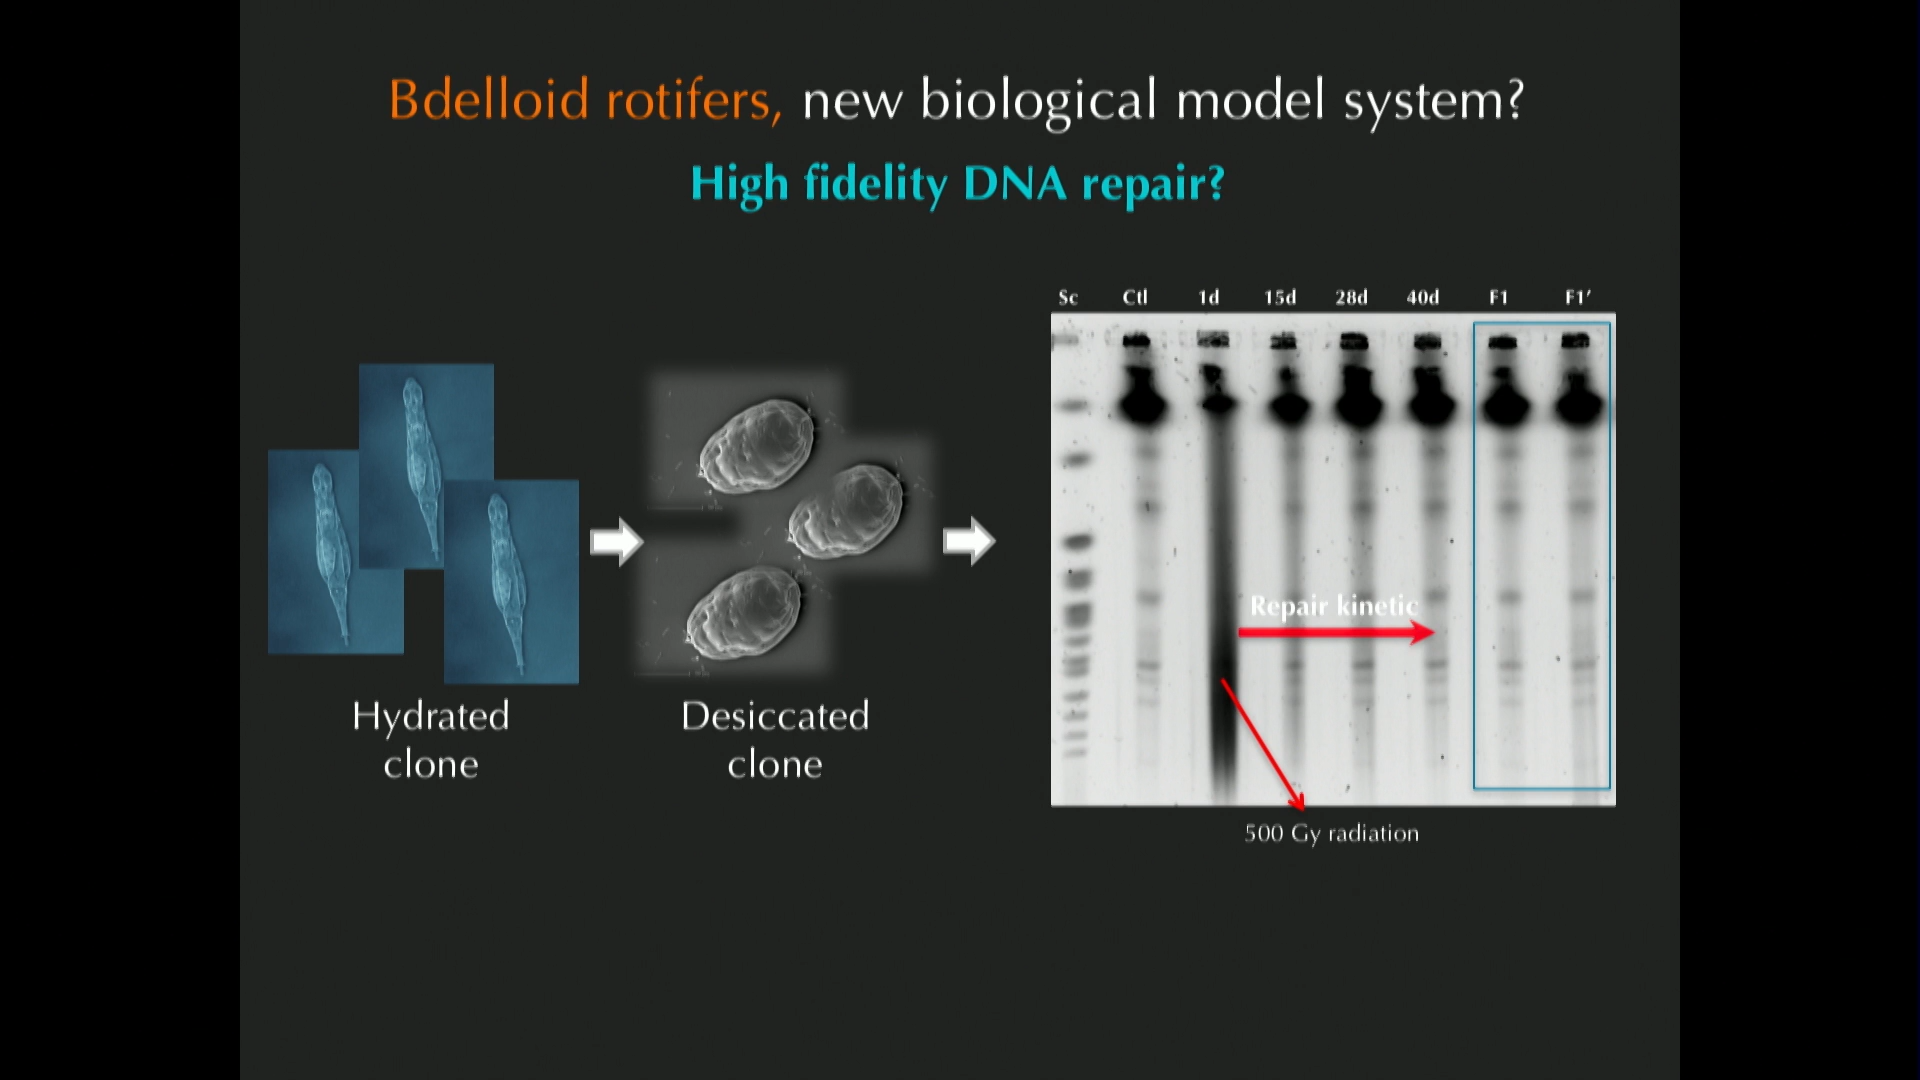 Bdelloid rotifers, new biological model system?
High fidelity DNA repair?
Sc Ctl 1d 15d 28d 40d F1 F1′
Repair kinetic
Hydrated
clone
Desiccated
clone
500 Gy radiation